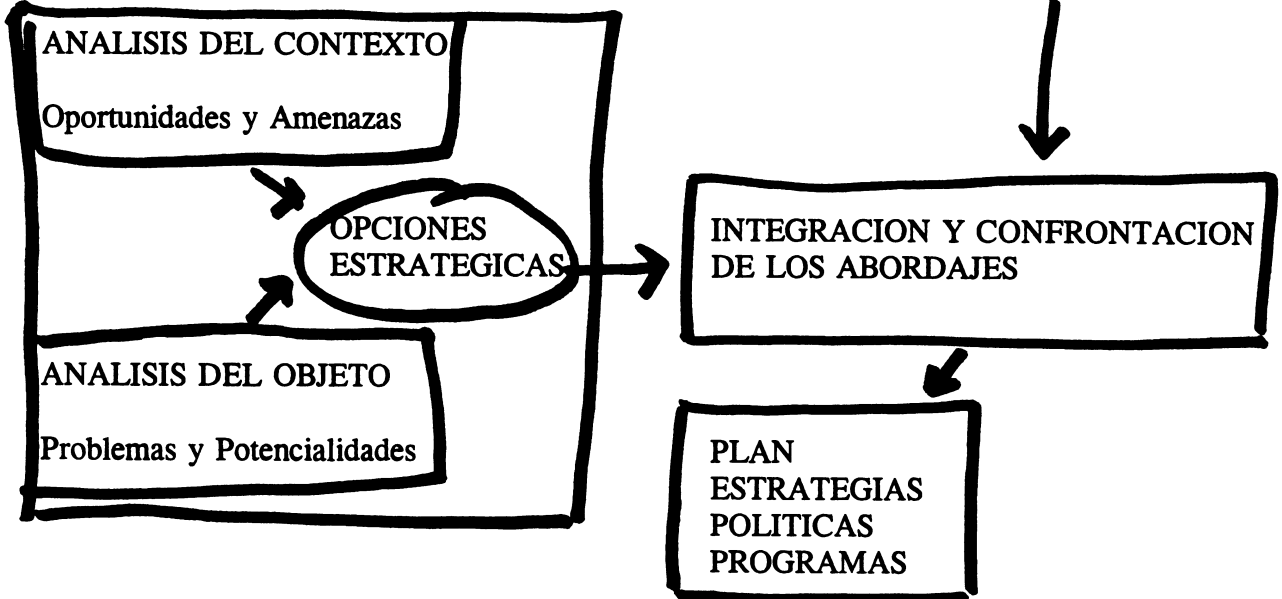 ANALISIS DEL CONTEXTO
Oportunidades y Amenazas
OPCIONES
ESTRATEGICAS
ANALISIS DEL OBJETO
Problemas y Potencialidades
INTEGRACION Y CONFRONTACION
DE LOS ABORDAJES
PLAN
ESTRATEGIAS
POLITICAS
PROGRAMAS